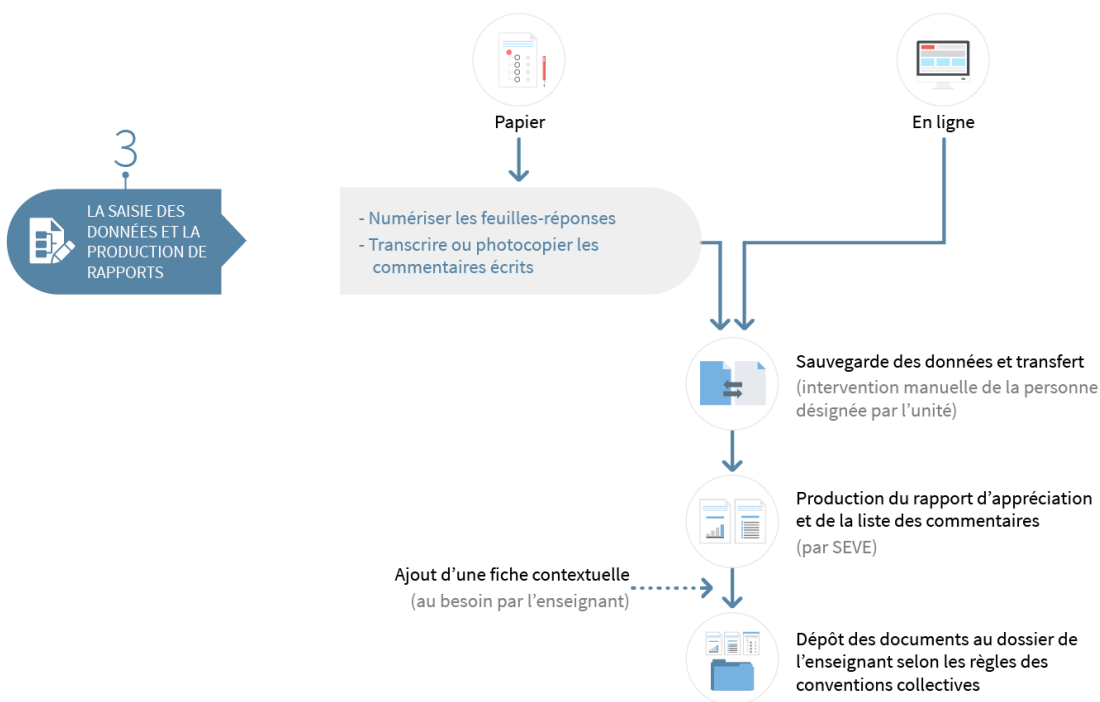 Papier
En ligne
3
LA SAISIE DES
DONNÉES ET LA
PRODUCTION DE
RAPPORTS
- Numériser les feuilles-réponses
- Transcrire ou photocopier les
commentaires écrits
Sauvegarde des données et transfert
(intervention manuelle de la personne
désignée par l’unité)
Production du rapport d’appréciation
et de la liste des commentaires
(par SEVE)
Ajout d’une fiche contextuelle
(au besoin par l’enseignant)
Dépôt des documents au dossier de
l’enseignant selon les règles des
conventions collectives